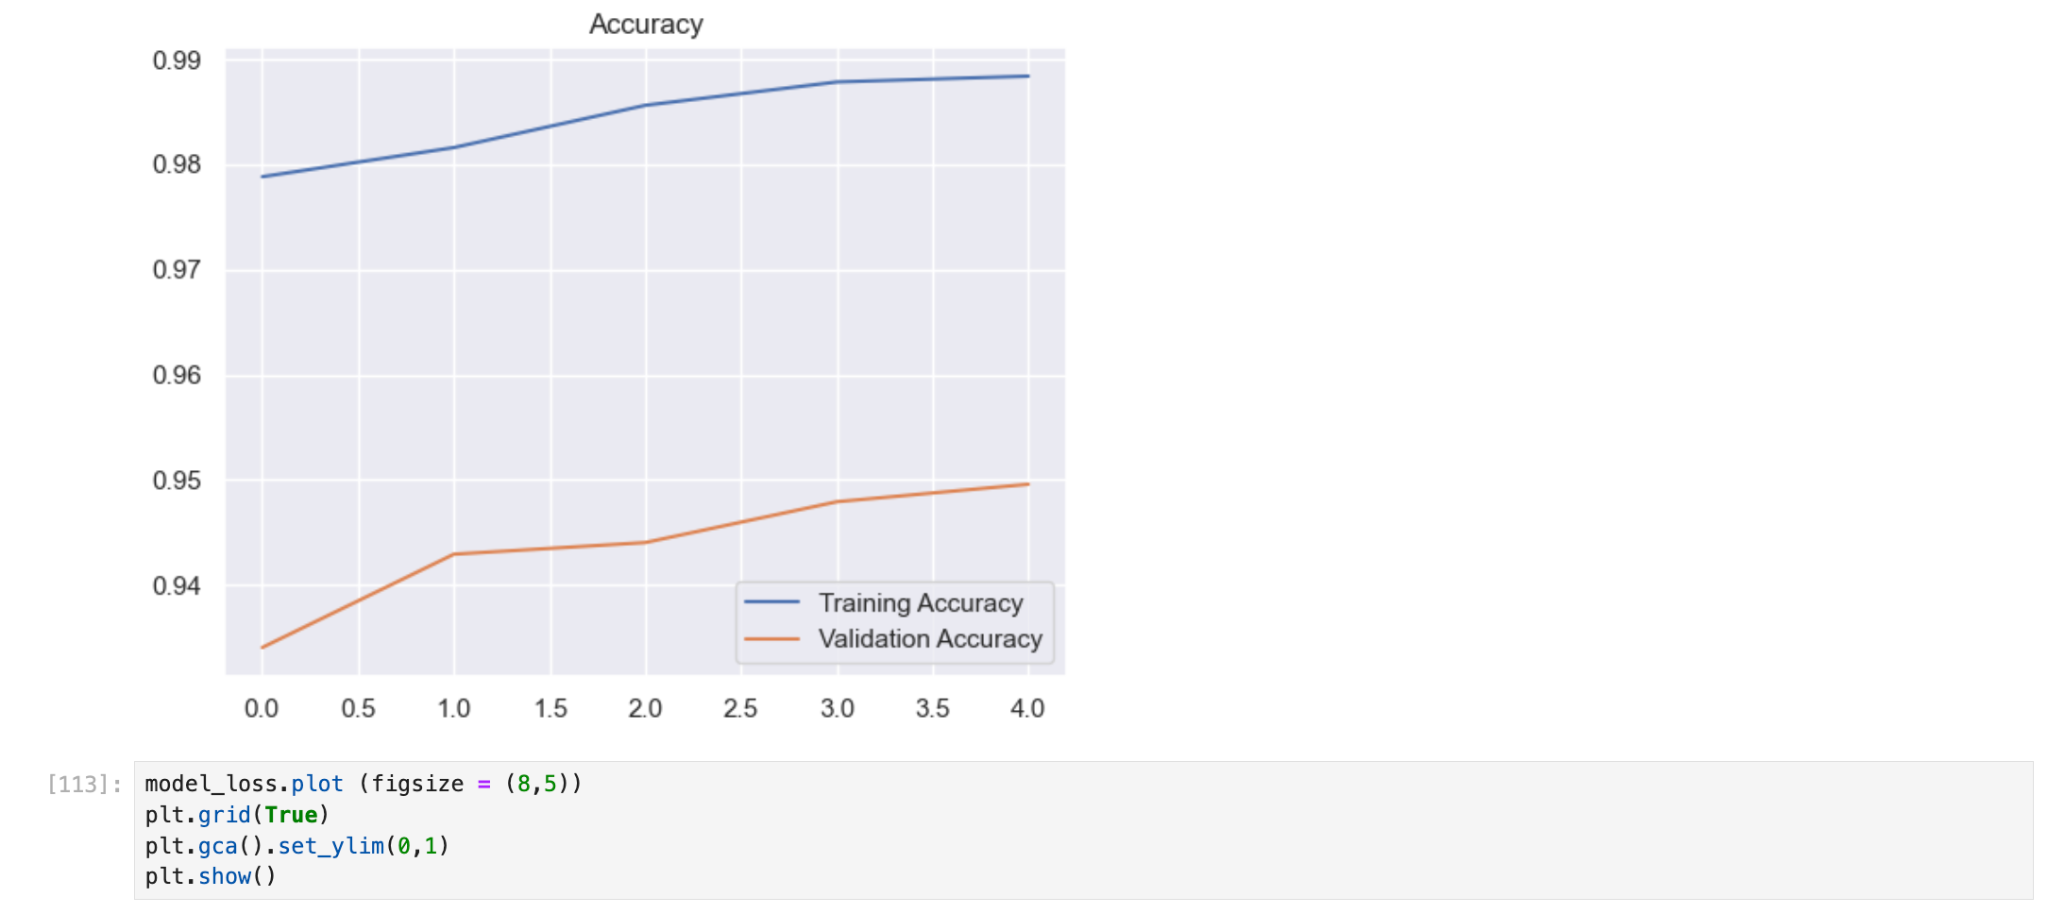 Accuracy
0.99
0.98
0.97
0.96
0.95
0.94
Training Accuracy
Validation Accuracy
0.0 0.5 1.0 1.5 2.0 2.5 3.0 3.5 4.0
[113]: model_loss.plot (figsize = (8,5))
plt.grid(True)
plt.gca().set_ylim(0,1)
plt.show()